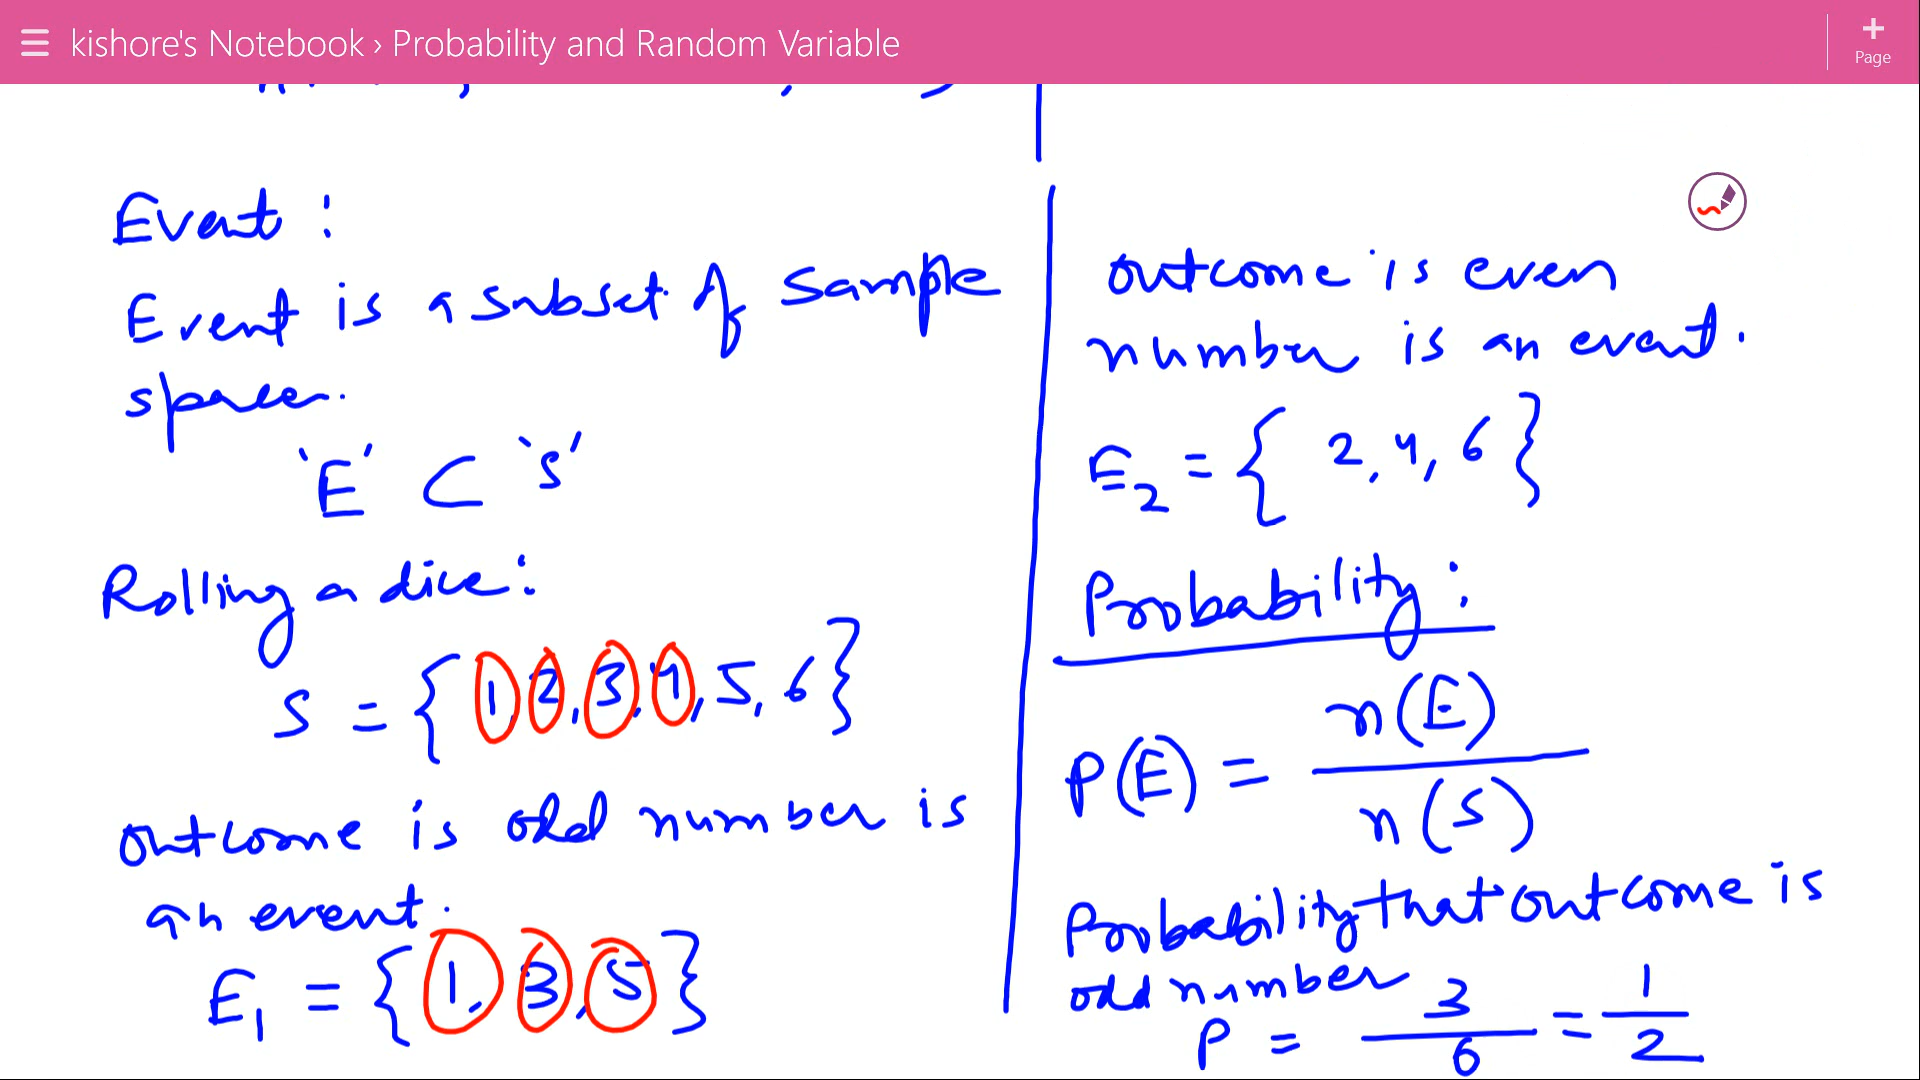 kishore's Notebook › Probability and Random Variable
Page
Event :
Event is a subset of sample
space.
'E' ⊂ 'S'
Rolling a dice :
S = { 1, 2, 3, 4, 5, 6 }
outcome is odd number is
an event.
E₁ = { 1, 3, 5 }
outcome is even
number is an event.
E₂ = { 2, 4, 6 }
Probability :
P(E) = n(E) / n(S)
Probability that outcome is
odd number
P = 3/6 = 1/2